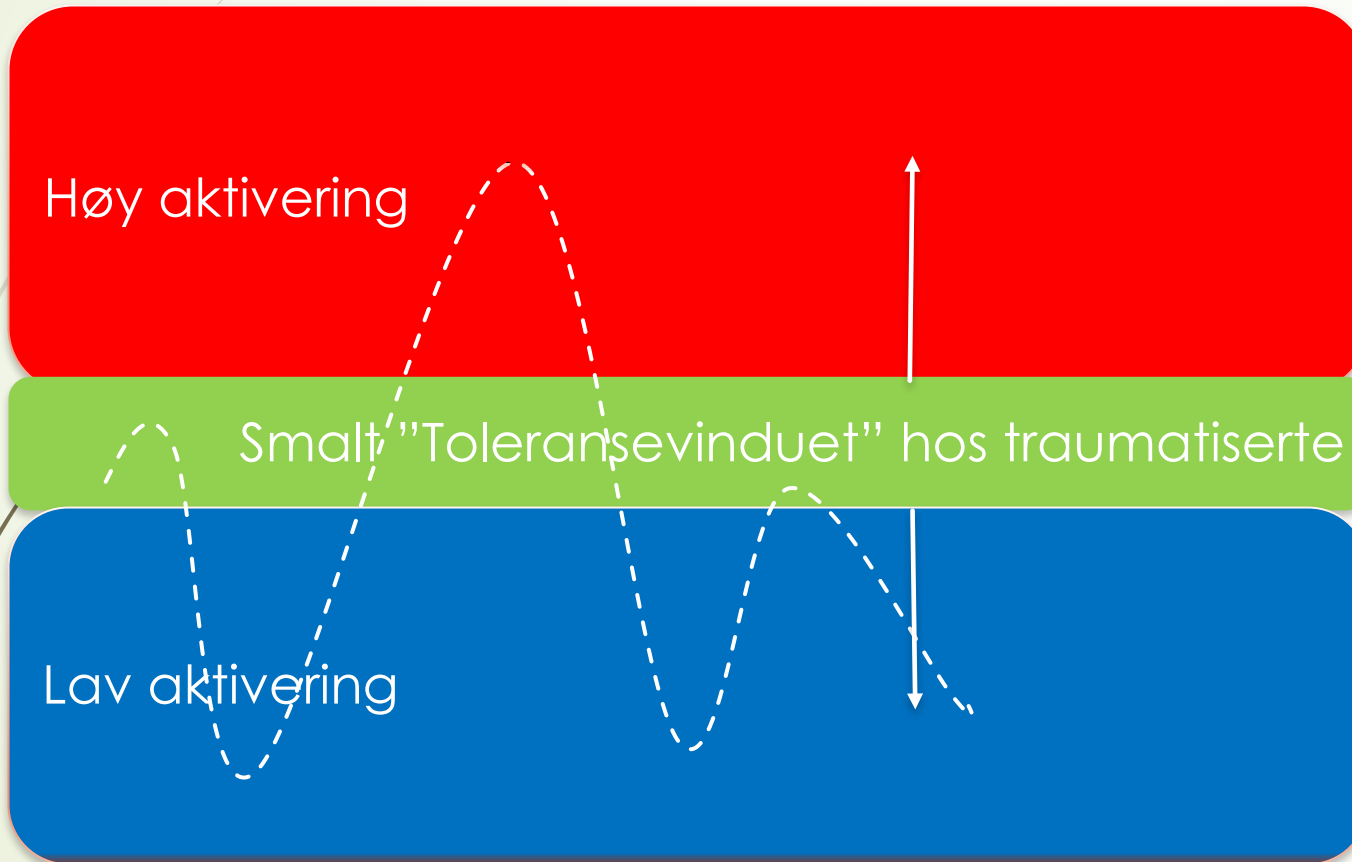 Høy aktivering
Smalt ”Toleransevinduet” hos traumatiserte
Lav aktivering